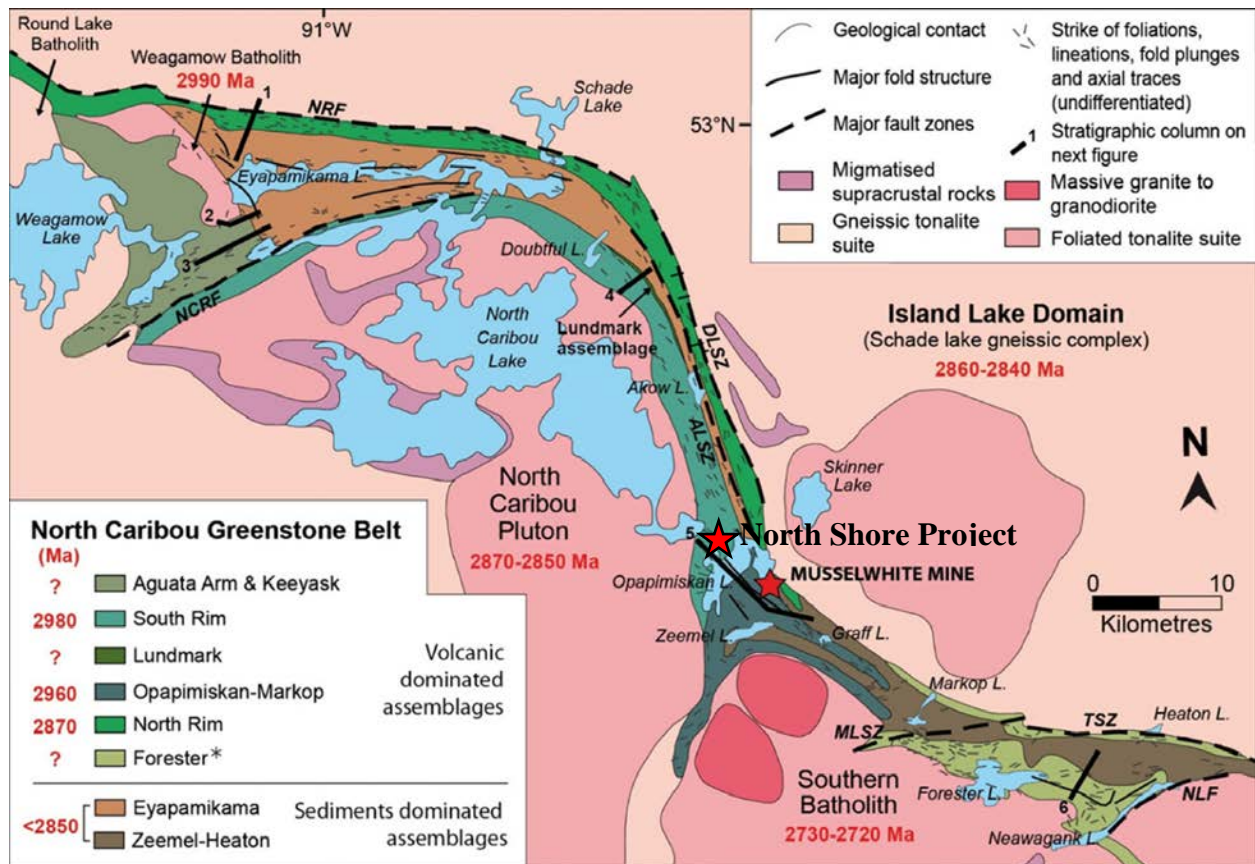 Round Lake
Batholith
91°W
Weagamow Batholith
2990 Ma
1
NRF
Schade
Lake
53°N
Geological contact
Major fold structure
Major fault zones
Migmatised
supracrustal rocks
Gneissic tonalite
suite
Strike of foliations,
lineations, fold plunges
and axial traces
(undifferentiated)
1
Stratigraphic column on
next figure
Massive granite to
granodiorite
Foliated tonalite suite
Eyapamikama L.
2
Weagamow
Lake
3
NCRF
Doubtful L.
4
North
Caribou
Lake
Lundmark
assemblage
DLSZ
Island Lake Domain
(Schade lake gneissic complex)
2860-2840 Ma
Akow L.
ALSZ
Skinner
Lake
N
North
Caribou
Pluton
2870-2850 Ma
5
North Shore Project
Opapimiskan L.
MUSSELWHITE MINE
0 10
Kilometres
Zeemel L.
Graff L.
Markop L.
MLSZ
TSZ
Heaton L.
Southern
Batholith
2730-2720 Ma
Forester L.
6
NLF
Neawagank L.
North Caribou Greenstone Belt
(Ma)
? Aguata Arm & Keeyask
2980 South Rim
? Lundmark
2960 Opapimiskan-Markop
2870 North Rim
? Forester*
Volcanic
dominated
assemblages
<2850
Eyapamikama
Zeemel-Heaton
Sediments dominated
assemblages